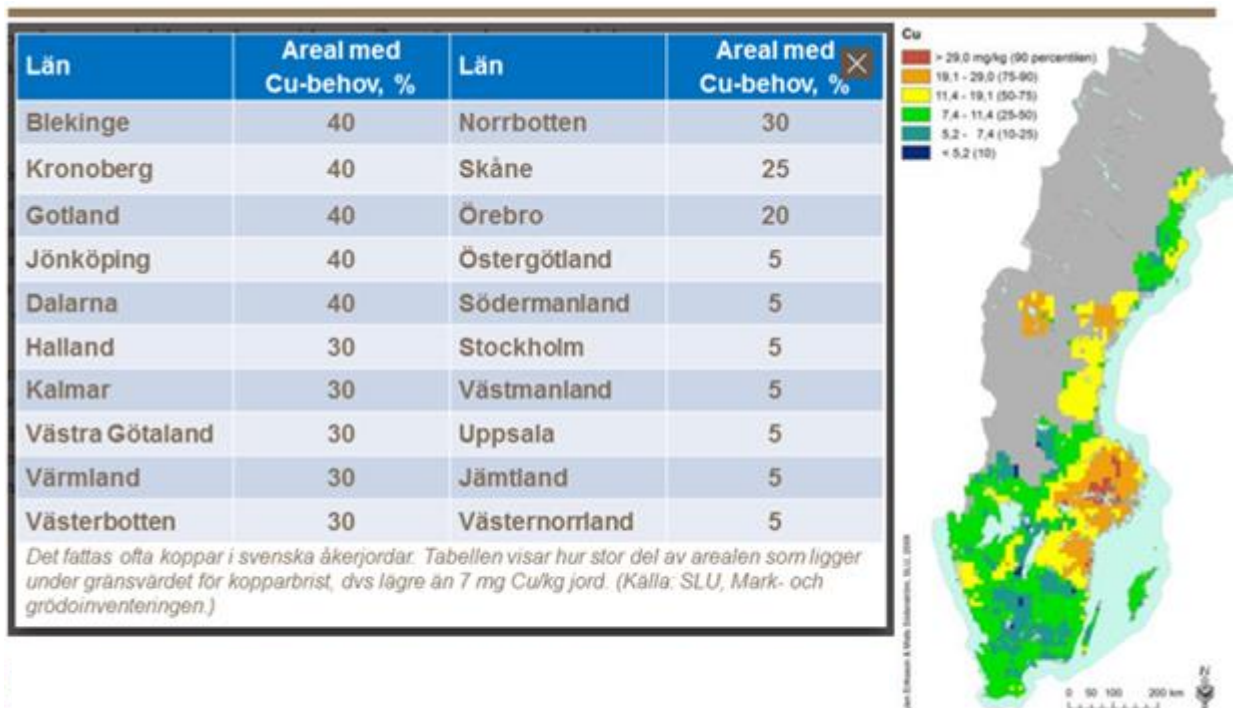 Län Areal med Cu-behov, % Län Areal med Cu-behov, %
Blekinge 40 Norrbotten 30
Kronoberg 40 Skåne 25
Gotland 40 Örebro 20
Jönköping 40 Östergötland 5
Dalarna 40 Södermanland 5
Halland 30 Stockholm 5
Kalmar 30 Västmanland 5
Västra Götaland 30 Uppsala 5
Värmland 30 Jämtland 5
Västerbotten 30 Västernorrland 5
Det fattas ofta koppar i svenska åkerjordar. Tabellen visar hur stor del av arealen som ligger
under gränsvärdet för kopparbrist, dvs lägre än 7 mg Cu/kg jord. (Källa: SLU, Mark- och
grödoinventeringen.)
Cu
> 29,0 mg/kg (90 percentilen)
19,1 - 29,0 (75-90)
11,4 - 19,1 (50-75)
7,4 - 11,4 (25-50)
5,2 - 7,4 (10-25)
< 5,2 (10)
Jan Eriksson & Mats Söderström, SLU, 2009
N
0 50 100 200 km